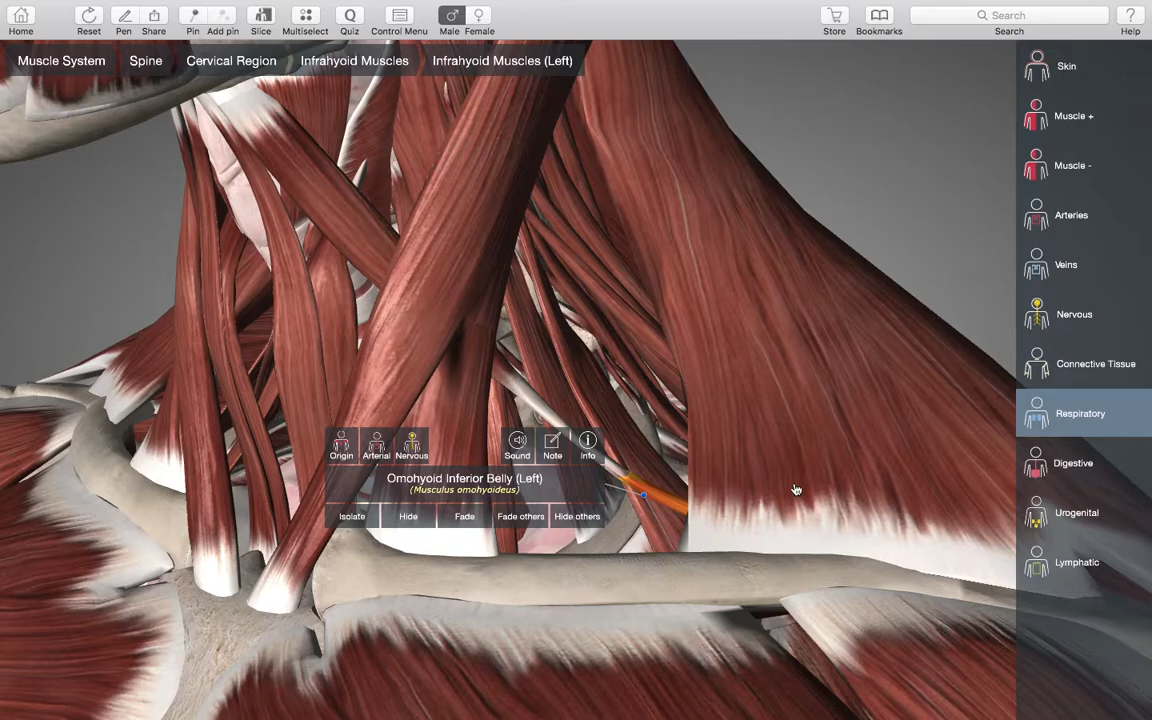 Home Reset Pen Share Pin Add pin Slice Multiselect Quiz Control Menu Male Female Store Bookmarks Search Search Help
Q ?
Muscle System Spine Cervical Region Infrahyoid Muscles Infrahyoid Muscles (Left)
Skin
Muscle +
Muscle -
Arteries
Veins
Nervous
Connective Tissue
Respiratory
Digestive
Urogenital
Lymphatic
Origin Arterial Nervous Sound Note Info
Omohyoid Inferior Belly (Left)
(Musculus omohyoideus)
Isolate Hide Fade Fade others Hide others